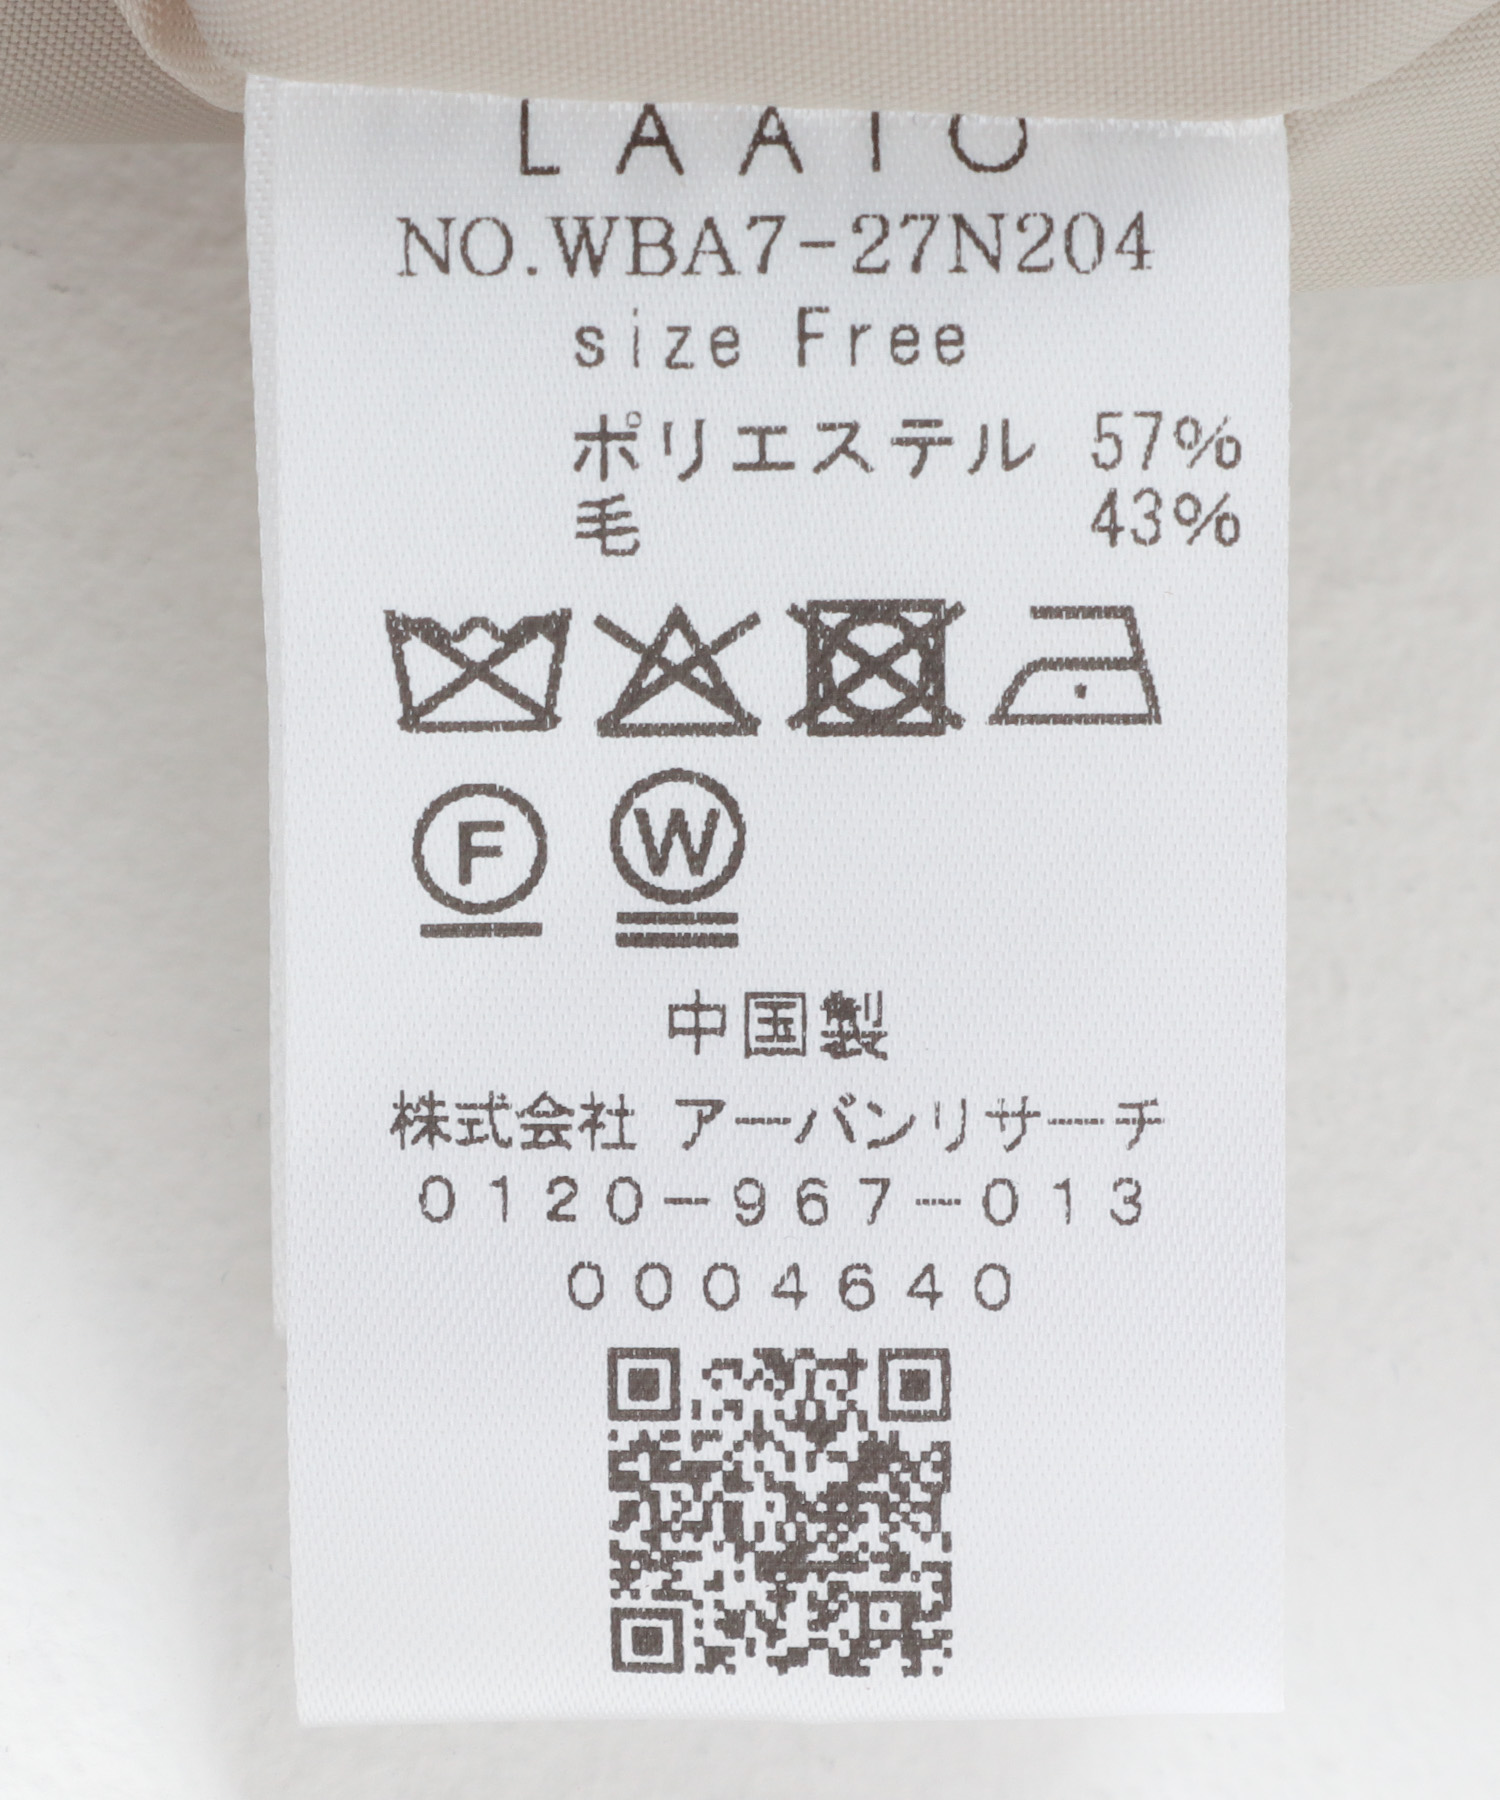 LAAIO
NO.WBA7-27N204
size Free
ポリエステル 57%
毛 43%
F
W
中国製
株式会社 アーバンリサーチ
0120-967-013
0004640